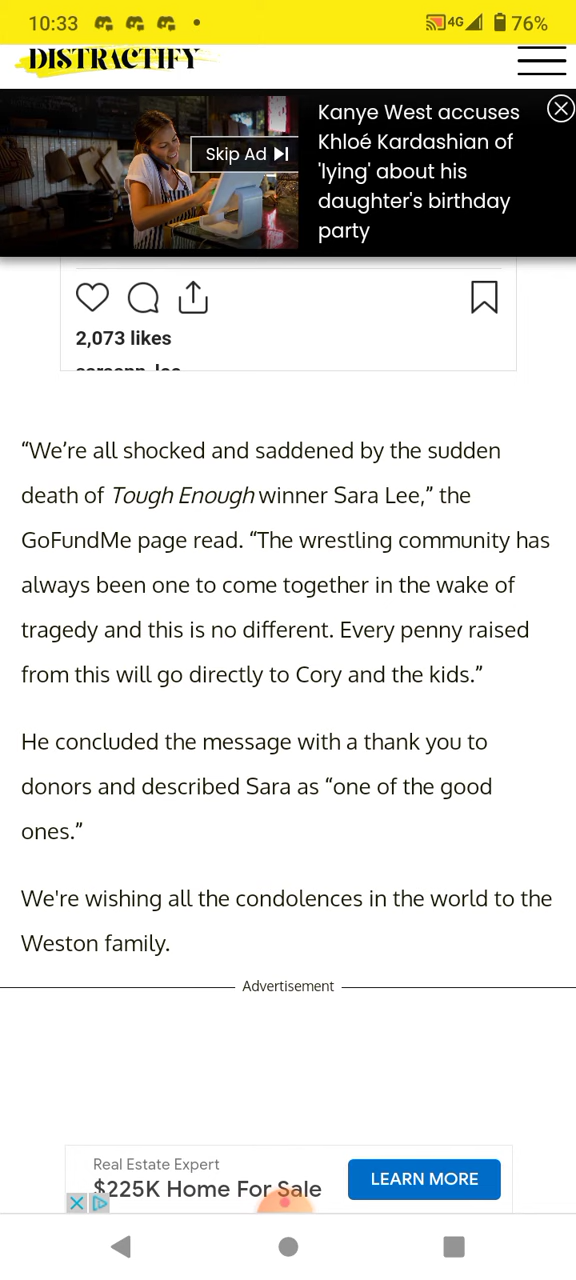 10:33
4G
76%
DISTRACTIFY
Skip Ad
Kanye West accuses
Khloé Kardashian of
'lying' about his
daughter's birthday
party
2,073 likes
“We’re all shocked and saddened by the sudden
death of Tough Enough winner Sara Lee,” the
GoFundMe page read. “The wrestling community has
always been one to come together in the wake of
tragedy and this is no different. Every penny raised
from this will go directly to Cory and the kids.”
He concluded the message with a thank you to
donors and described Sara as “one of the good
ones.”
We're wishing all the condolences in the world to the
Weston family.
Advertisement
Real Estate Expert
$225K Home For Sale
LEARN MORE